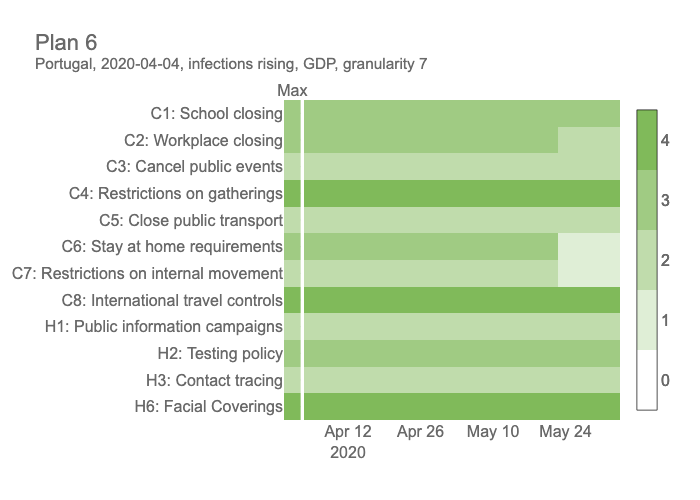 Plan 6
Portugal, 2020-04-04, infections rising, GDP, granularity 7
Max
C1: School closing
C2: Workplace closing
C3: Cancel public events
C4: Restrictions on gatherings
C5: Close public transport
C6: Stay at home requirements
C7: Restrictions on internal movement
C8: International travel controls
H1: Public information campaigns
H2: Testing policy
H3: Contact tracing
H6: Facial Coverings
4
3
2
1
0
Apr 12 Apr 26 May 10 May 24
2020